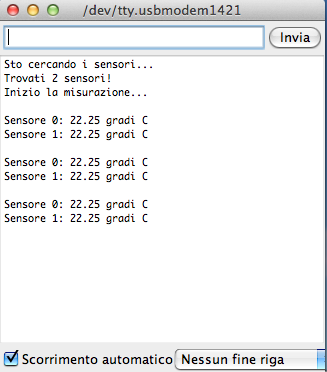 /dev/tty.usbmodem1421
Invia
Sto cercando i sensori...
Trovati 2 sensori!
Inizio la misurazione...
Sensore 0: 22.25 gradi C
Sensore 1: 22.25 gradi C
Sensore 0: 22.25 gradi C
Sensore 1: 22.25 gradi C
Sensore 0: 22.25 gradi C
Sensore 1: 22.25 gradi C
Scorrimento automatico
Nessun fine riga